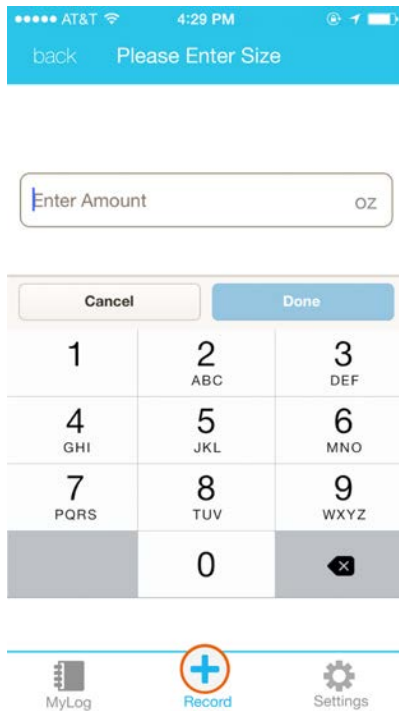 AT&T 4:29 PM
back Please Enter Size
Enter Amount oz
Cancel Done
1 2 3
ABC DEF
4 5 6
GHI JKL MNO
7 8 9
PQRS TUV WXYZ
0
MyLog Record Settings